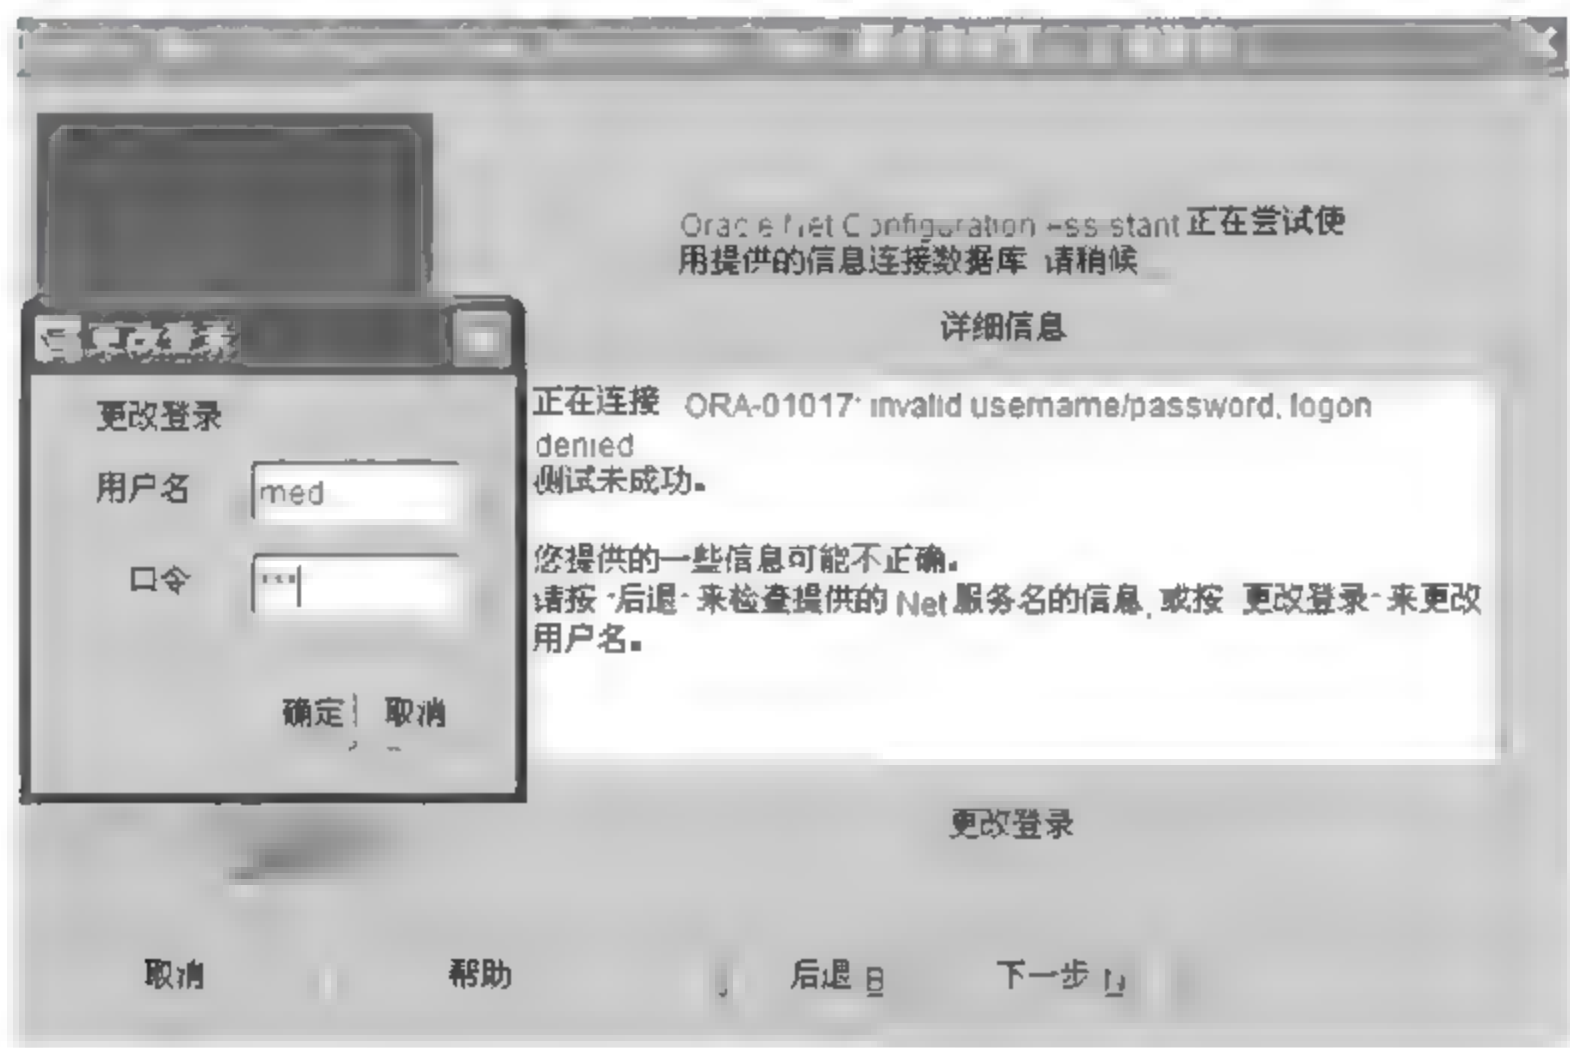 Oracle Net Configuration Assistant 正在尝试使
用提供的信息连接数据库 请稍候
详细信息
正在连接 ORA-01017: invalid username/password, logon
denied
测试未成功。
您提供的一些信息可能不正确。
请按"后退"来检查提供的 Net 服务名的信息, 或按"更改登录"来更改
用户名。
更改登录
更改登录
更改登录
用户名 med
口令 ***
确定 取消
取消 帮助 后退 B 下一步 N